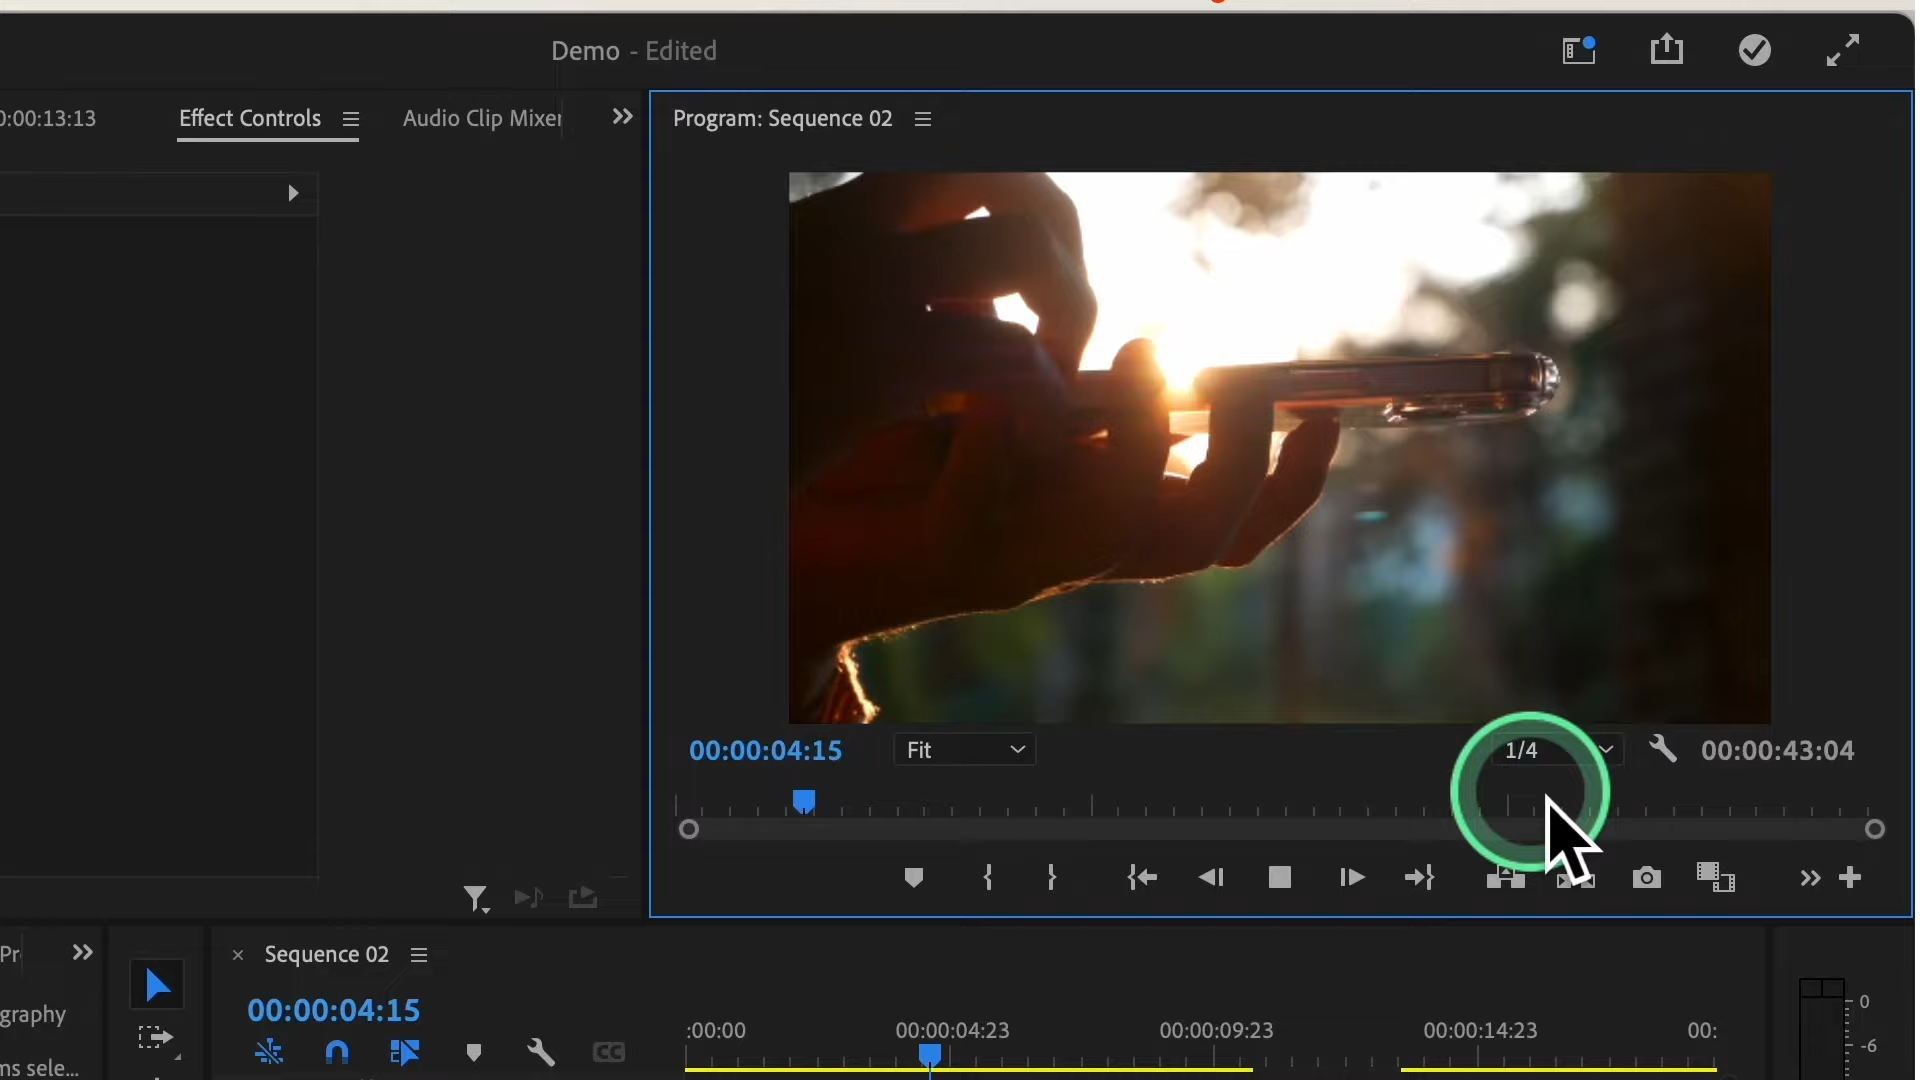 Demo - Edited
0:00:13:13
Effect Controls
Audio Clip Mixer
Program: Sequence 02
00:00:04:15
Fit
1/4
00:00:43:04
Pr
Sequence 02
00:00:04:15
graphy
ms sele...
:00:00
00:00:04:23
00:00:09:23
00:00:14:23
00:
CC
0
-6